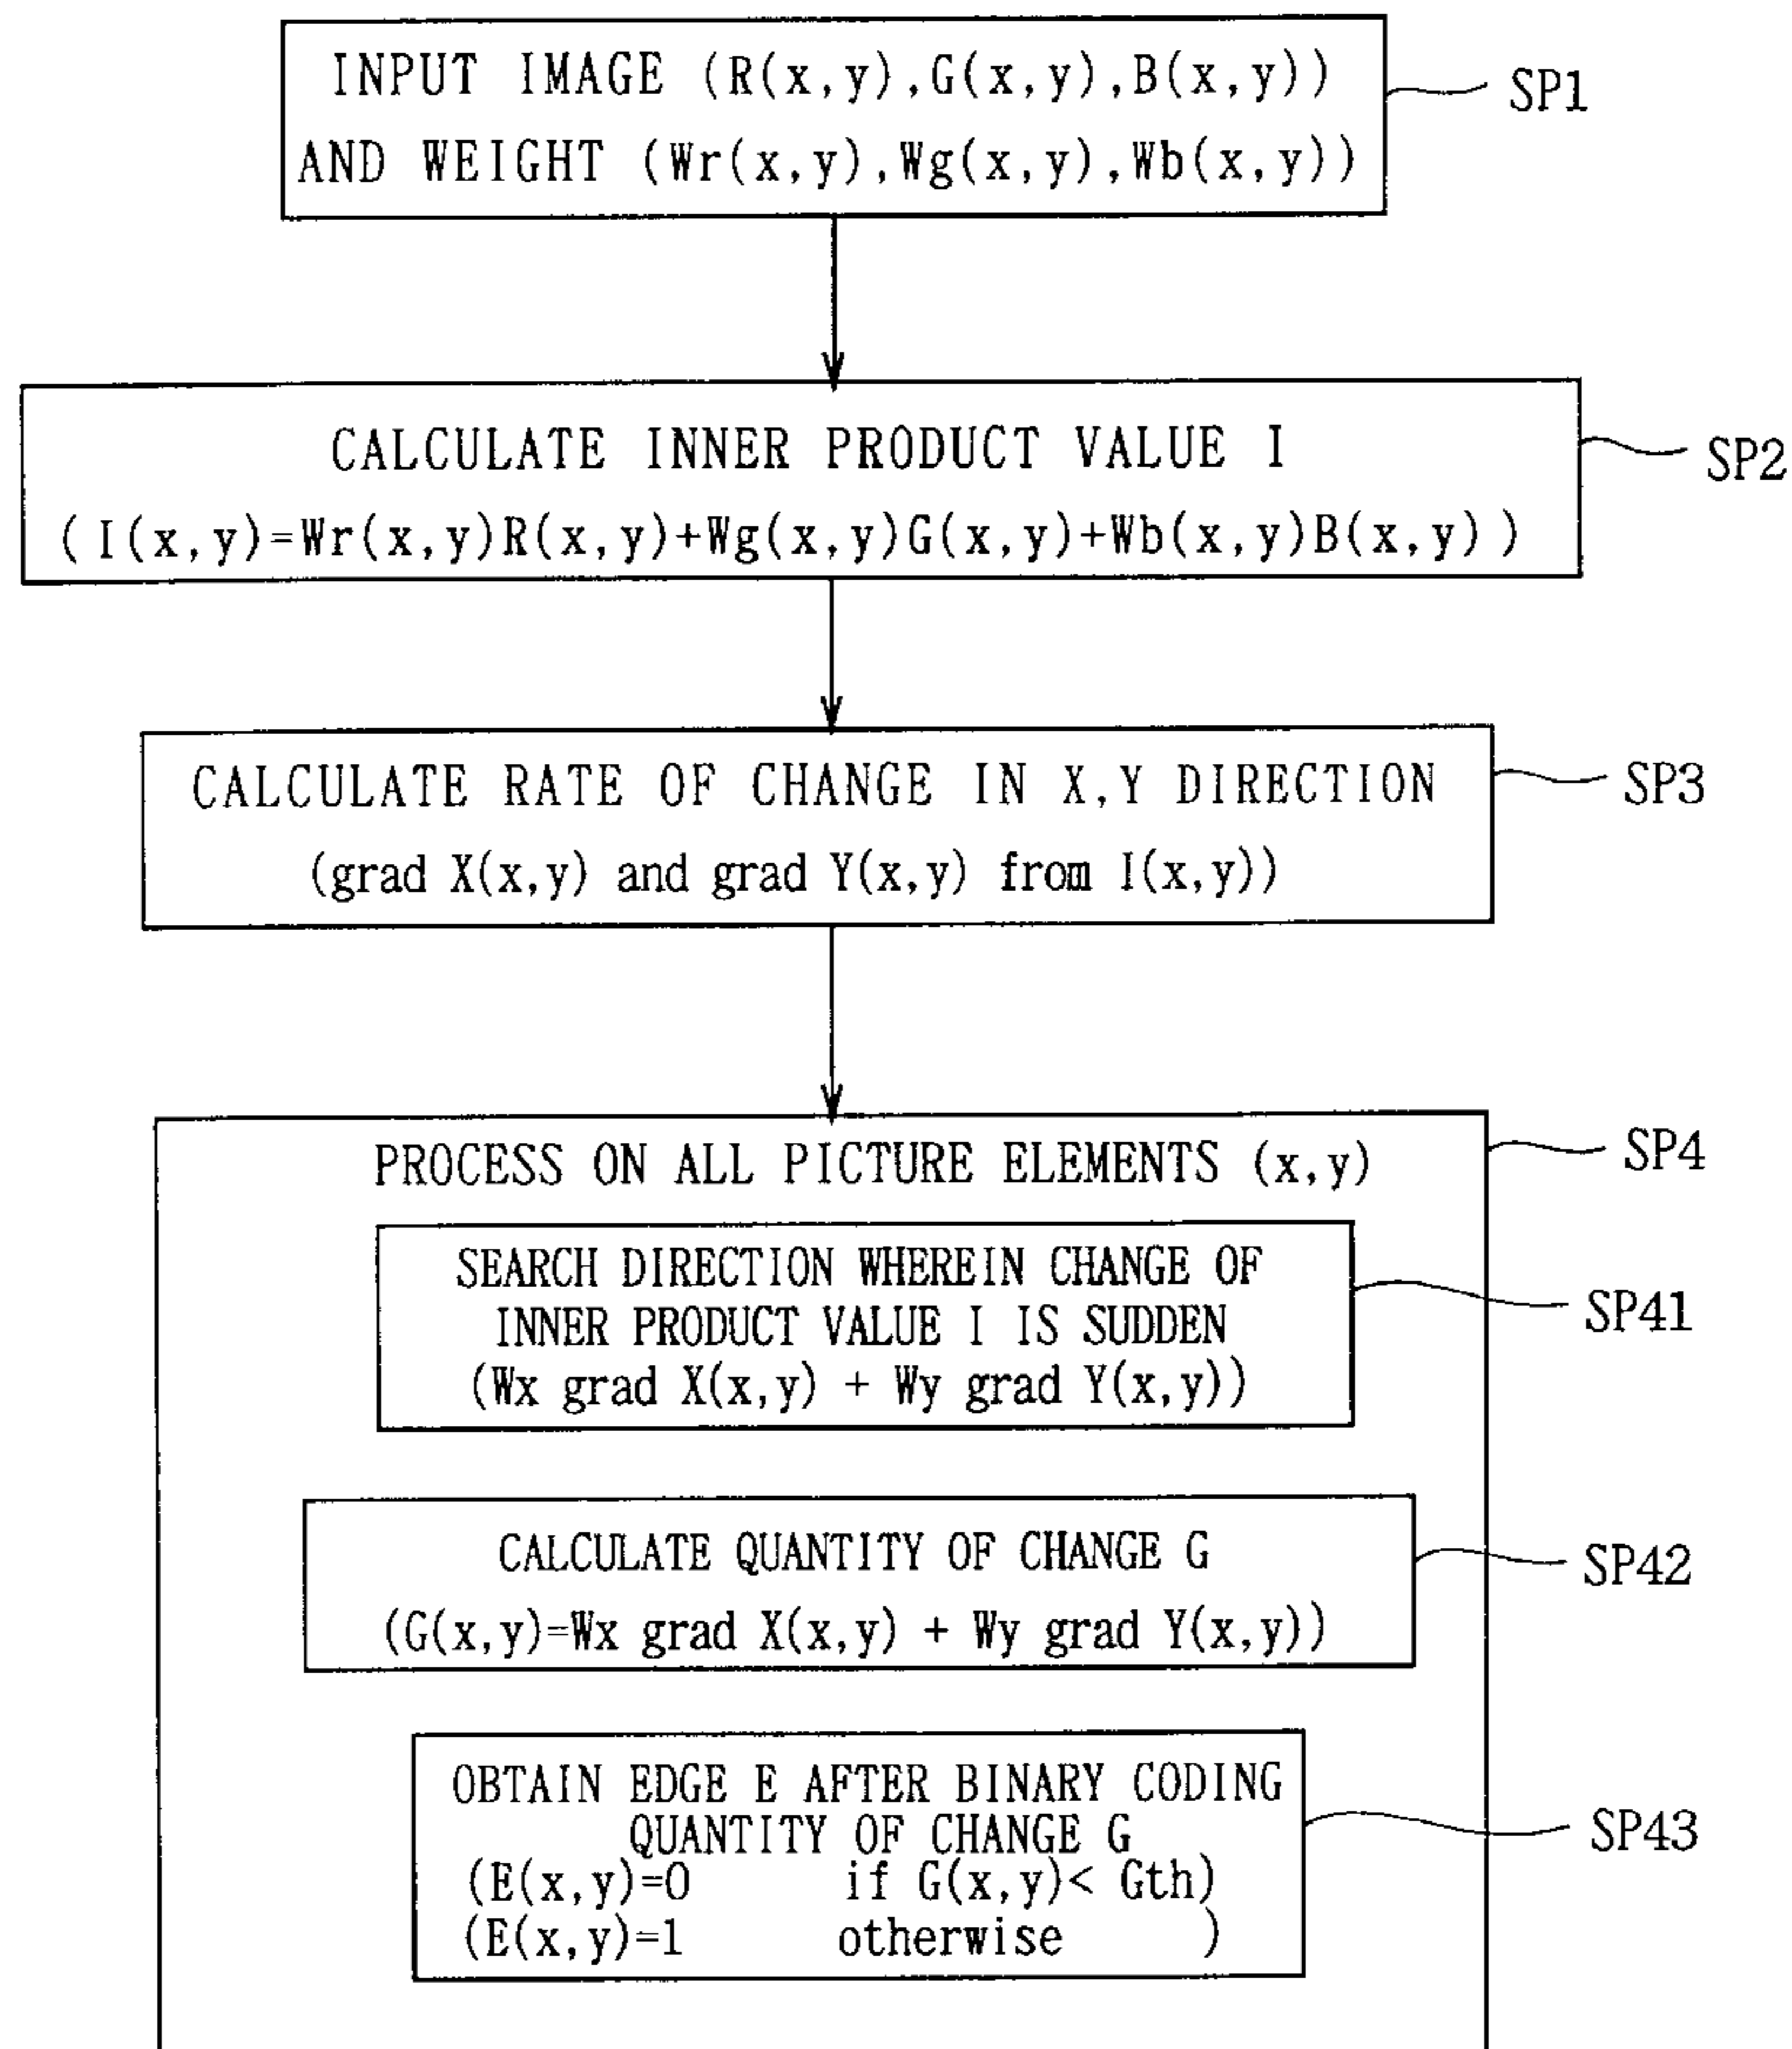 INPUT IMAGE (R(x,y),G(x,y),B(x,y))
AND WEIGHT (Wr(x,y),Wg(x,y),Wb(x,y))
SP1
CALCULATE INNER PRODUCT VALUE I
(I(x,y)=Wr(x,y)R(x,y)+Wg(x,y)G(x,y)+Wb(x,y)B(x,y))
SP2
CALCULATE RATE OF CHANGE IN X,Y DIRECTION
(grad X(x,y) and grad Y(x,y) from I(x,y))
SP3
PROCESS ON ALL PICTURE ELEMENTS (x,y)
SP4
SEARCH DIRECTION WHEREIN CHANGE OF
INNER PRODUCT VALUE I IS SUDDEN
(Wx grad X(x,y) + Wy grad Y(x,y))
SP41
CALCULATE QUANTITY OF CHANGE G
(G(x,y)=Wx grad X(x,y) + Wy grad Y(x,y))
SP42
OBTAIN EDGE E AFTER BINARY CODING
QUANTITY OF CHANGE G
(E(x,y)=0 if G(x,y)< Gth)
(E(x,y)=1 otherwise )
SP43